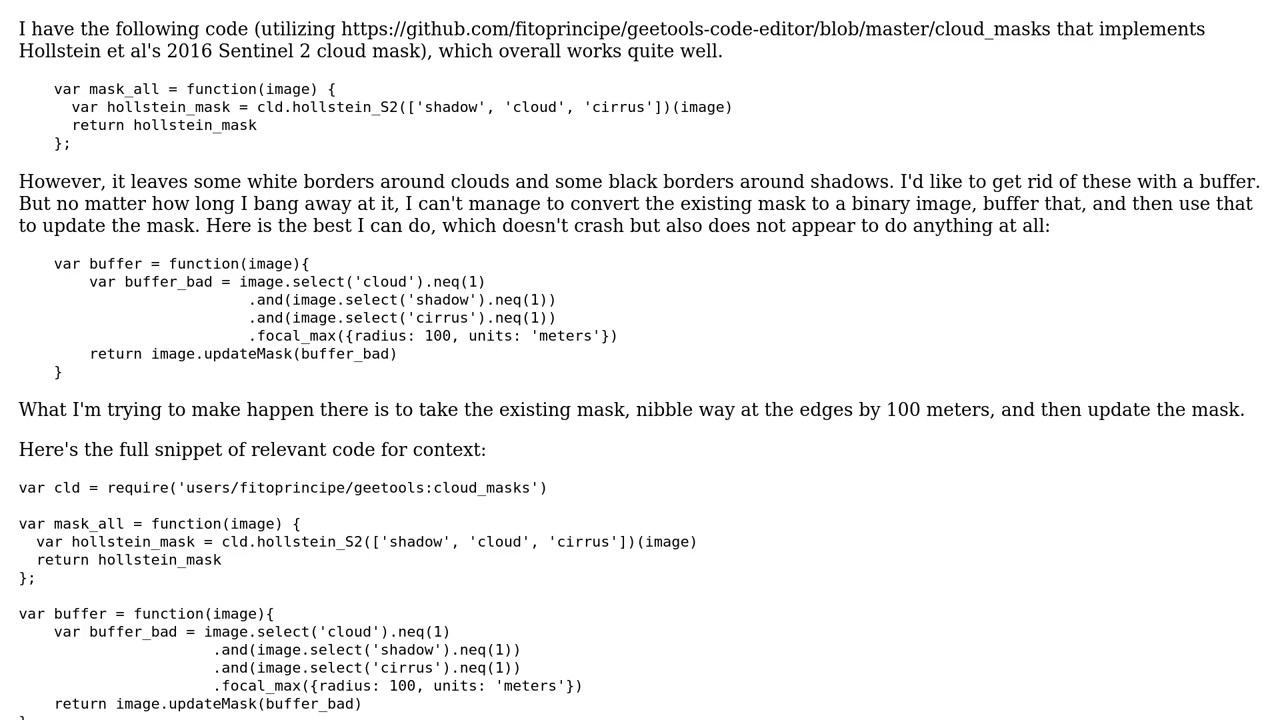 I have the following code (utilizing https://github.com/fitoprincipe/geetools-code-editor/blob/master/cloud_masks that implements
Hollstein et al's 2016 Sentinel 2 cloud mask), which overall works quite well.
var mask_all = function(image) {
  var hollstein_mask = cld.hollstein_S2(['shadow', 'cloud', 'cirrus'])(image)
  return hollstein_mask
};
However, it leaves some white borders around clouds and some black borders around shadows. I'd like to get rid of these with a buffer.
But no matter how long I bang away at it, I can't manage to convert the existing mask to a binary image, buffer that, and then use that
to update the mask. Here is the best I can do, which doesn't crash but also does not appear to do anything at all:
var buffer = function(image){
    var buffer_bad = image.select('cloud').neq(1)
                      .and(image.select('shadow').neq(1))
                      .and(image.select('cirrus').neq(1))
                      .focal_max({radius: 100, units: 'meters'})
    return image.updateMask(buffer_bad)
}
What I'm trying to make happen there is to take the existing mask, nibble way at the edges by 100 meters, and then update the mask.
Here's the full snippet of relevant code for context:
var cld = require('users/fitoprincipe/geetools:cloud_masks')
var mask_all = function(image) {
  var hollstein_mask = cld.hollstein_S2(['shadow', 'cloud', 'cirrus'])(image)
  return hollstein_mask
};
var buffer = function(image){
    var buffer_bad = image.select('cloud').neq(1)
                      .and(image.select('shadow').neq(1))
                      .and(image.select('cirrus').neq(1))
                      .focal_max({radius: 100, units: 'meters'})
    return image.updateMask(buffer_bad)
}